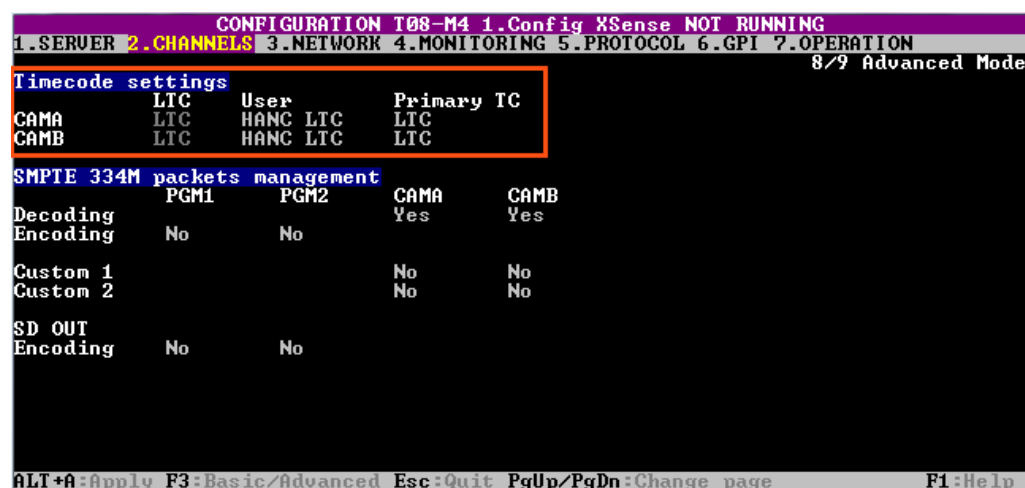 CONFIGURATION T08-M4 1.Config XSense NOT RUNNING
1.SERVER 2.CHANNELS 3.NETWORK 4.MONITORING 5.PROTOCOL 6.GPI 7.OPERATION
8/9 Advanced Mode
Timecode settings
LTC User Primary TC
CAMA LTC HANC LTC LTC
CAMB LTC HANC LTC LTC
SMPTE 334M packets management
PGM1 PGM2 CAMA CAMB
Decoding Yes Yes
Encoding No No
Custom 1 No No
Custom 2 No No
SD OUT
Encoding No No
ALT+A:Apply F3:Basic/Advanced Esc:Quit PgUp/PgDn:Change page F1:Help